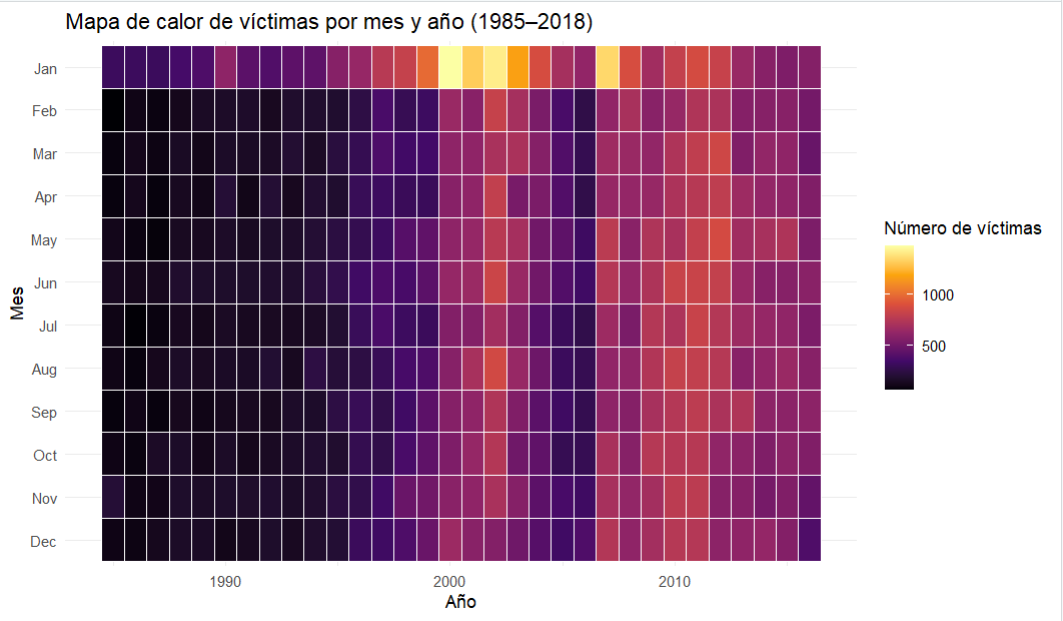 Mapa de calor de víctimas por mes y año (1985–2018)
Jan
Feb
Mar
Apr
May
Jun
Jul
Aug
Sep
Oct
Nov
Dec
Mes
1990
2000
2010
Año
Número de víctimas
1000
500